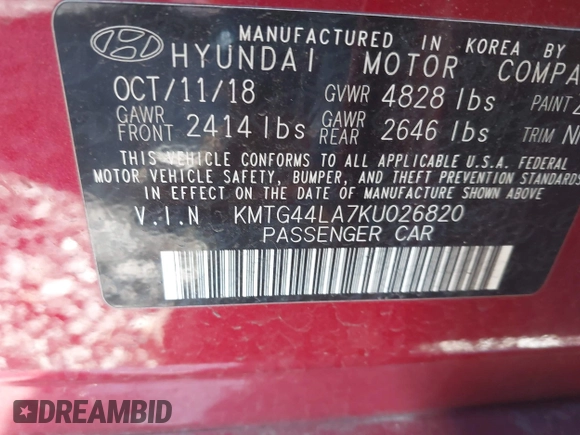 MANUFACTURED IN KOREA BY
HYUNDAI MOTOR
OCT/11/18 GVWR 4828 lbs PAINT
GAWR FRONT 2414 lbs GAWR REAR 2646 lbs TRIM
THIS VEHICLE CONFORMS TO ALL APPLICABLE U.S.A. FEDERAL
MOTOR VEHICLE SAFETY, BUMPER, AND THEFT PREVENTION
IN EFFECT ON THE DATE OF MANUFACTURE SHOWN ABOVE
V.I.N KMTG44LA7KU026820
PASSENGER CAR
DREAMBID